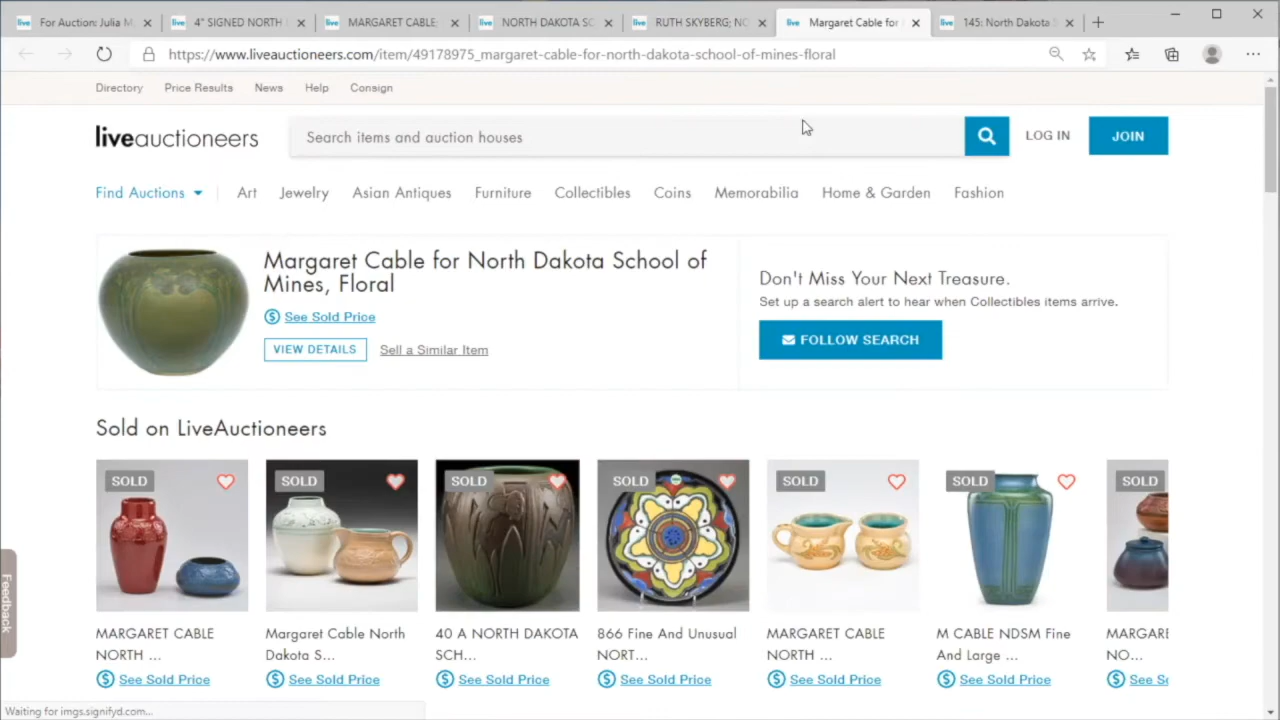 For Auction: Julia M
4" SIGNED NORTH
MARGARET CABLE;
NORTH DAKOTA SC
RUTH SKYBERG; NO
Margaret Cable for
145: North Dakota S
https://www.liveauctioneers.com/item/49178975_margaret-cable-for-north-dakota-school-of-mines-floral
Directory Price Results News Help Consign
liveauctioneers
Search items and auction houses
LOG IN
JOIN
Find Auctions Art Jewelry Asian Antiques Furniture Collectibles Coins Memorabilia Home & Garden Fashion
Margaret Cable for North Dakota School of
Mines, Floral
See Sold Price
VIEW DETAILS Sell a Similar Item
Don't Miss Your Next Treasure.
Set up a search alert to hear when Collectibles items arrive.
FOLLOW SEARCH
Sold on LiveAuctioneers
SOLD SOLD SOLD SOLD SOLD SOLD SOLD
MARGARET CABLE
NORTH ...
See Sold Price
Margaret Cable North
Dakota S...
See Sold Price
40 A NORTH DAKOTA
SCH...
See Sold Price
866 Fine And Unusual
NORT...
See Sold Price
MARGARET CABLE
NORTH ...
See Sold Price
M CABLE NDSM Fine
And Large ...
See Sold Price
MARGARE
NO...
See So
Feedback
Waiting for imgs.signifyd.com...